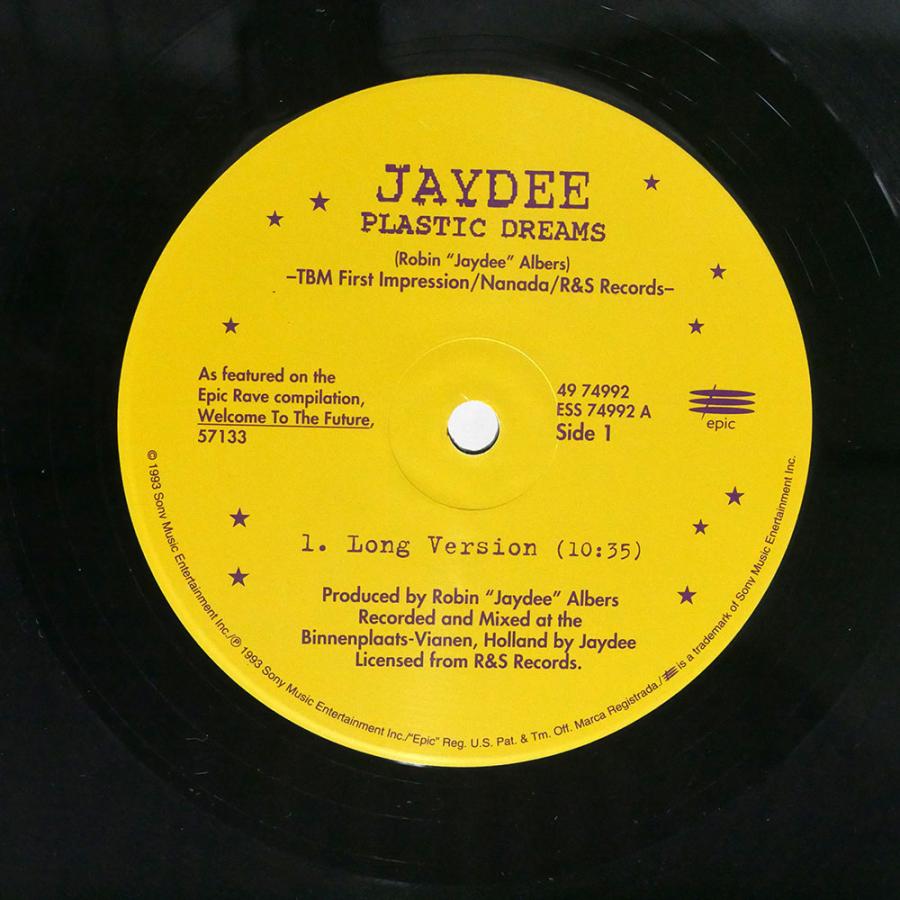 JAYDEE
PLASTIC DREAMS
(Robin "Jaydee" Albers)
–TBM First Impression/Nanada/R&S Records–
As featured on the
Epic Rave compilation,
Welcome To The Future,
57133
49 74992
ESS 74992 A
Side 1
epic
1. Long Version (10:35)
Produced by Robin "Jaydee" Albers
Recorded and Mixed at the
Binnenplaats-Vianen, Holland by Jaydee
Licensed from R&S Records.
© 1993 Sony Music Entertainment Inc./℗ 1993 Sony Music Entertainment Inc./"Epic" Reg. U.S. Pat. & Tm. Off. Marca Registrada./ is a trademark of Sony Music Entertainment Inc.